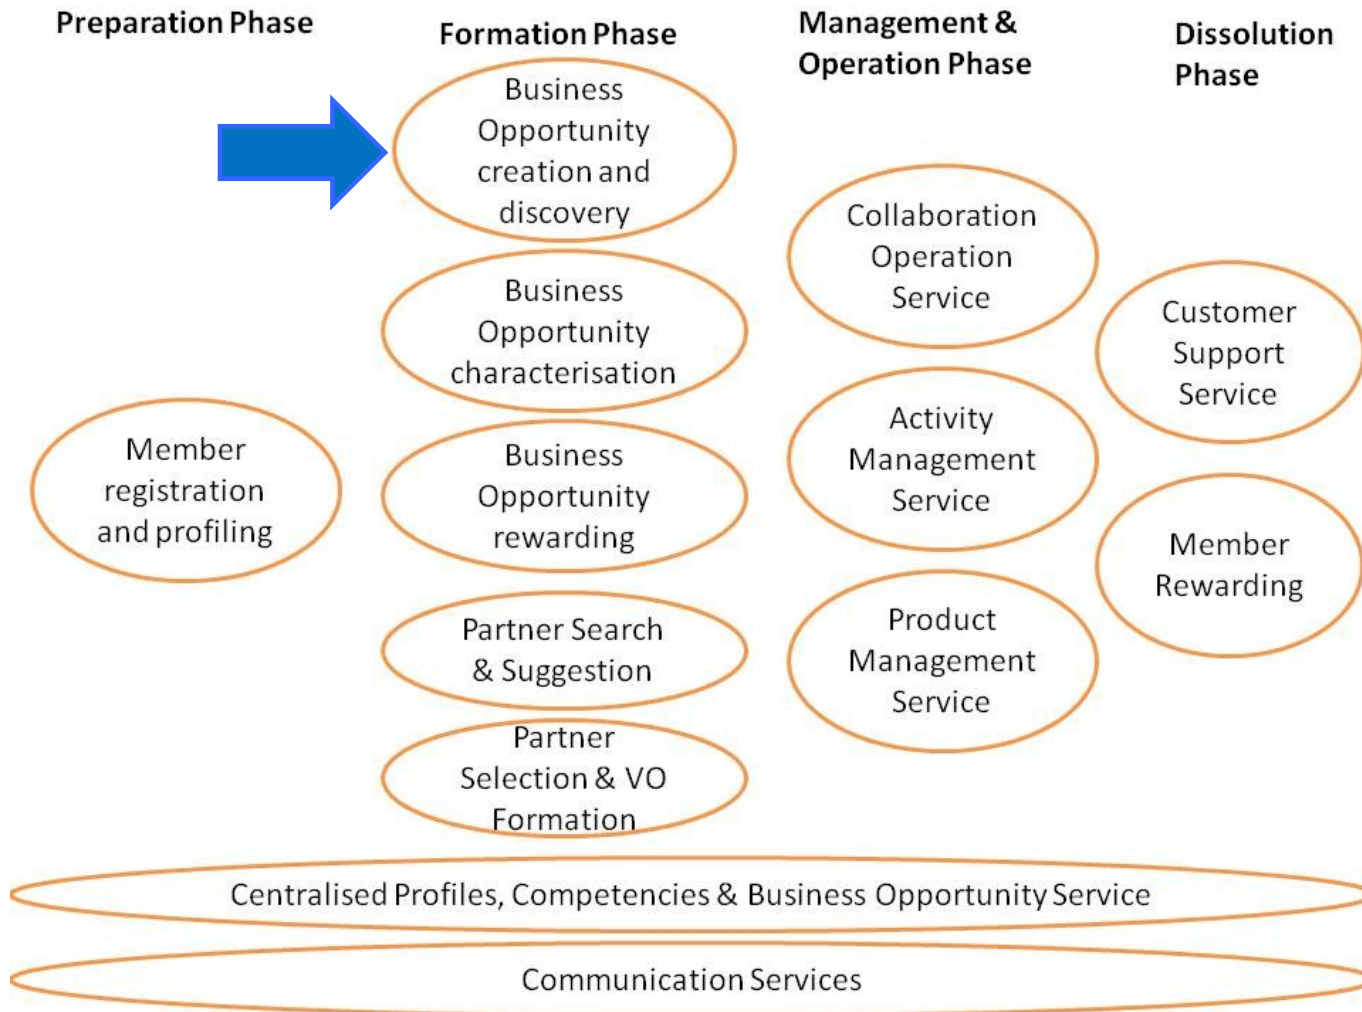 Preparation Phase
Formation Phase
Management &
Operation Phase
Dissolution
Phase
Member
registration
and profiling
Business
Opportunity
creation and
discovery
Business
Opportunity
characterisation
Business
Opportunity
rewarding
Partner Search
& Suggestion
Partner
Selection & VO
Formation
Collaboration
Operation
Service
Activity
Management
Service
Product
Management
Service
Customer
Support
Service
Member
Rewarding
Centralised Profiles, Competencies & Business Opportunity Service
Communication Services